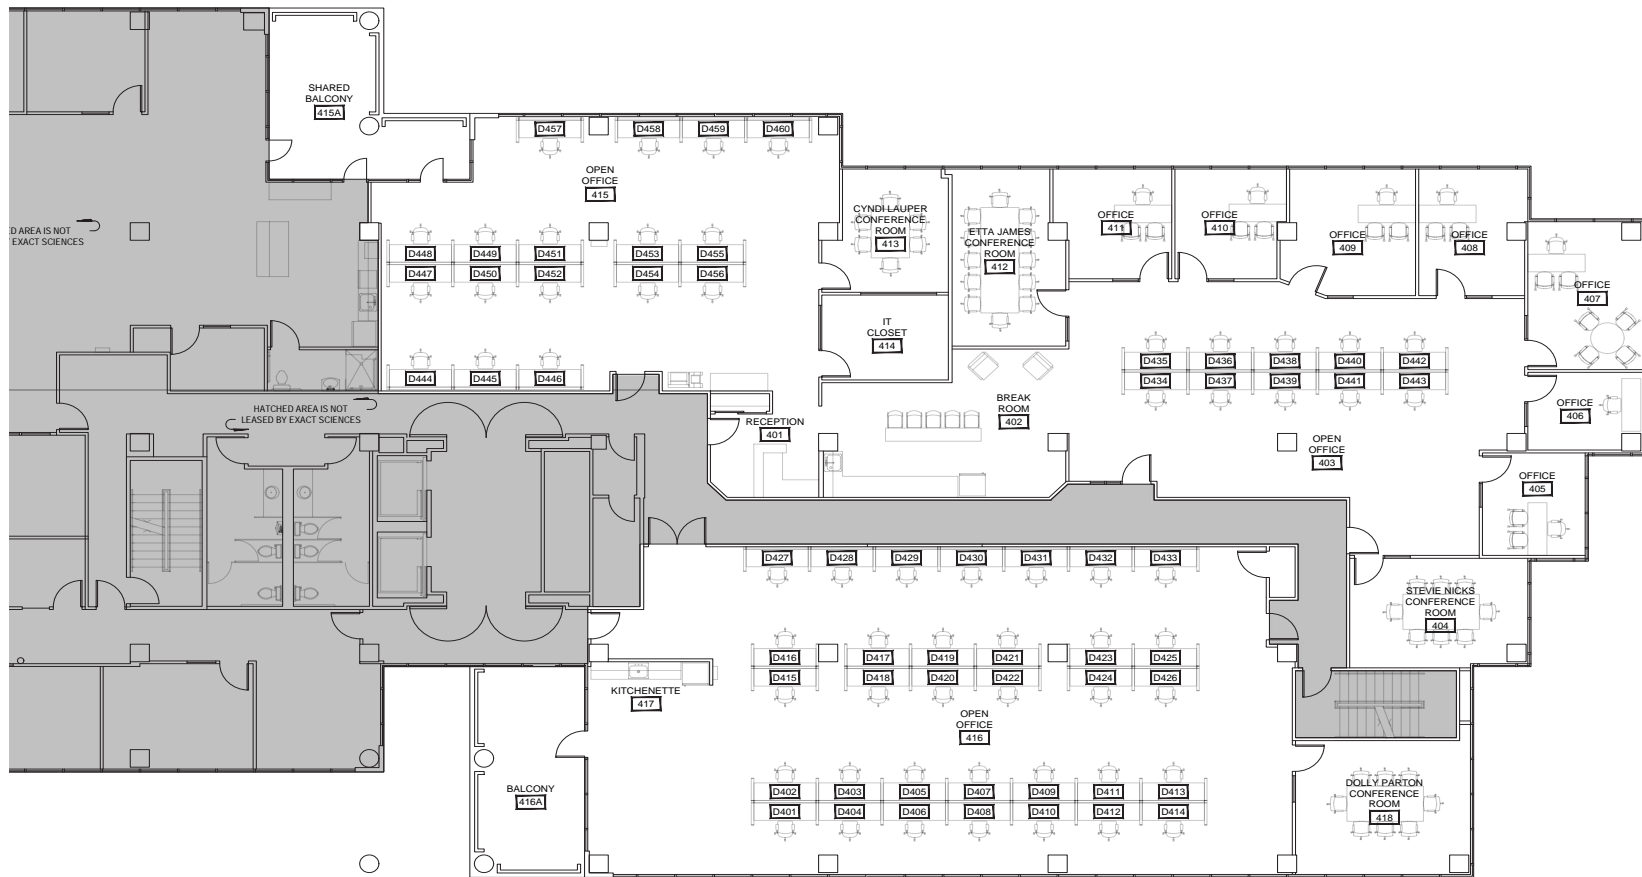 SHARED
BALCONY
415A
D457
D458
D459
D460
OPEN
OFFICE
415
CYNDI LAUPER
CONFERENCE
ROOM
413
ETTA JAMES
CONFERENCE
ROOM
412
OFFICE
411
OFFICE
410
OFFICE
409
OFFICE
408
OFFICE
407
ED AREA IS NOT
EXACT SCIENCES
D448
D449
D451
D453
D455
D447
D450
D452
D454
D456
IT
CLOSET
414
D435
D436
D438
D440
D442
D434
D437
D439
D441
D443
D444
D445
D446
HATCHED AREA IS NOT
LEASED BY EXACT SCIENCES
RECEPTION
401
BREAK
ROOM
402
OFFICE
406
OPEN
OFFICE
403
OFFICE
405
D427
D428
D429
D430
D431
D432
D433
STEVIE NICKS
CONFERENCE
ROOM
404
D416
D417
D419
D421
D423
D425
D415
D418
D420
D422
D424
D426
KITCHENETTE
417
OPEN
OFFICE
416
BALCONY
416A
D402
D403
D405
D407
D409
D411
D413
D401
D404
D406
D408
D410
D412
D414
DOLLY PARTON
CONFERENCE
ROOM
418